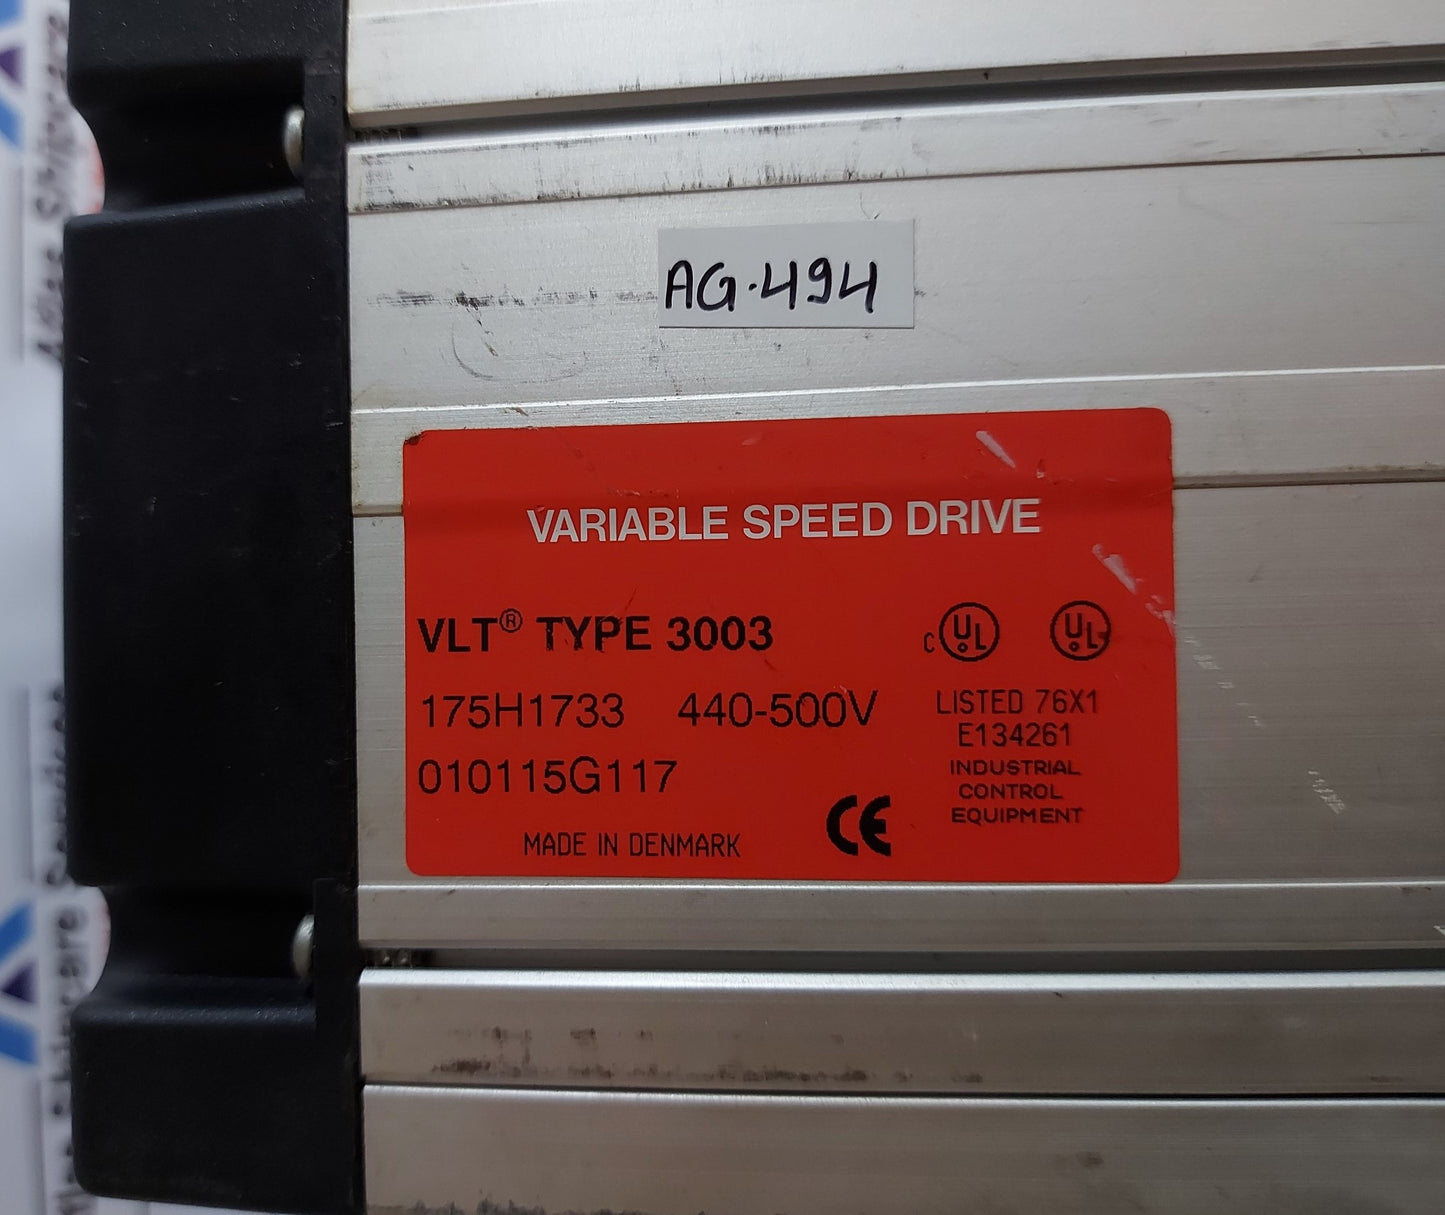 AG-494
VARIABLE SPEED DRIVE
VLT® TYPE 3003
175H1733 440-500V
010115G117
MADE IN DENMARK
CE
c UL UL
LISTED 76X1
E134261
INDUSTRIAL
CONTROL
EQUIPMENT